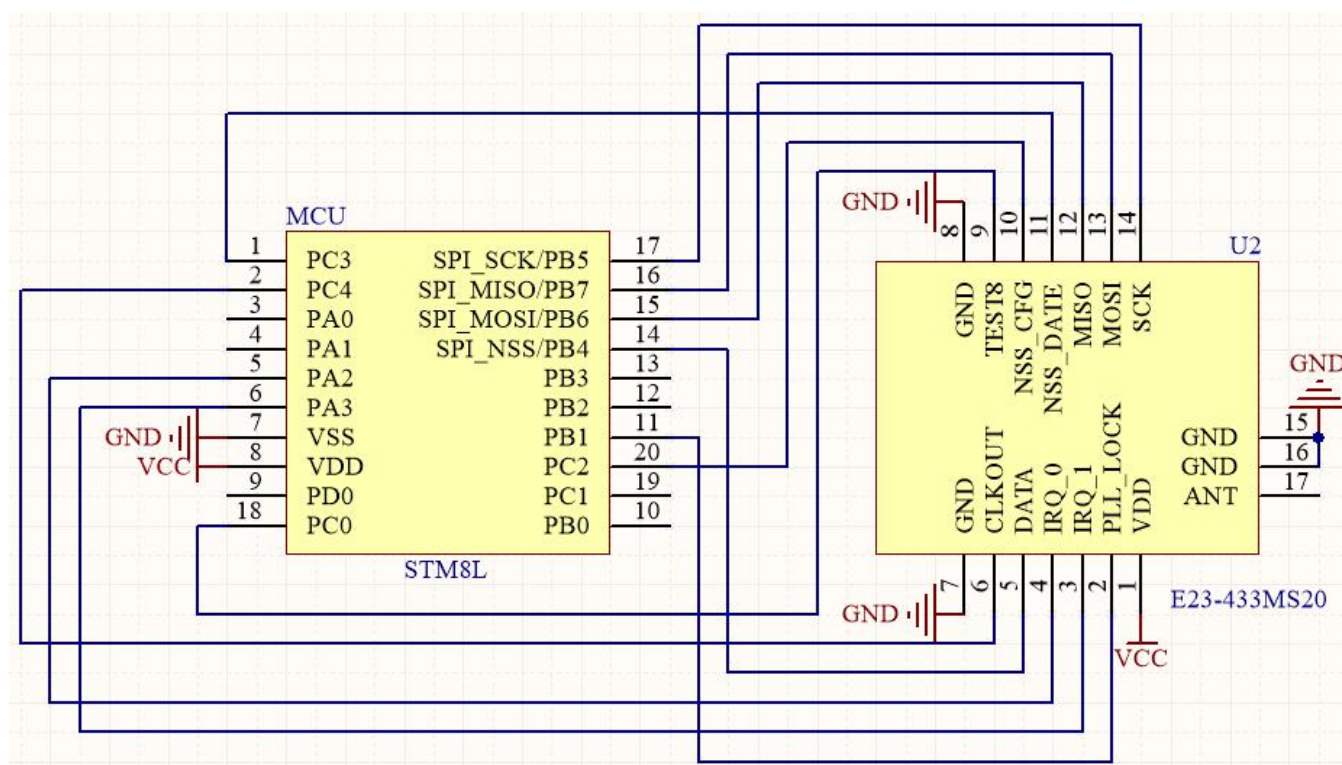 MCU
1 PC3
2 PC4
3 PA0
4 PA1
5 PA2
6 PA3
GND 7 VSS
VCC 8 VDD
9 PD0
18 PC0
SPI_SCK/PB5 17
SPI_MISO/PB7 16
SPI_MOSI/PB6 15
SPI_NSS/PB4 14
PB3 13
PB2 12
PB1 11
PC2 20
PC1 19
PB0 10
STM8L
U2
GND
8 GND
9 TEST8
10 NSS_CFG
11 NSS_DATE
12 MISO
13 MOSI
14 SCK
GND
GND 15
GND 16
ANT 17
GND 7
CLKOUT 6
DATA 5
IRQ_0 4
IRQ_1 3
PLL_LOCK 2
VDD 1
GND
VCC
E23-433MS20